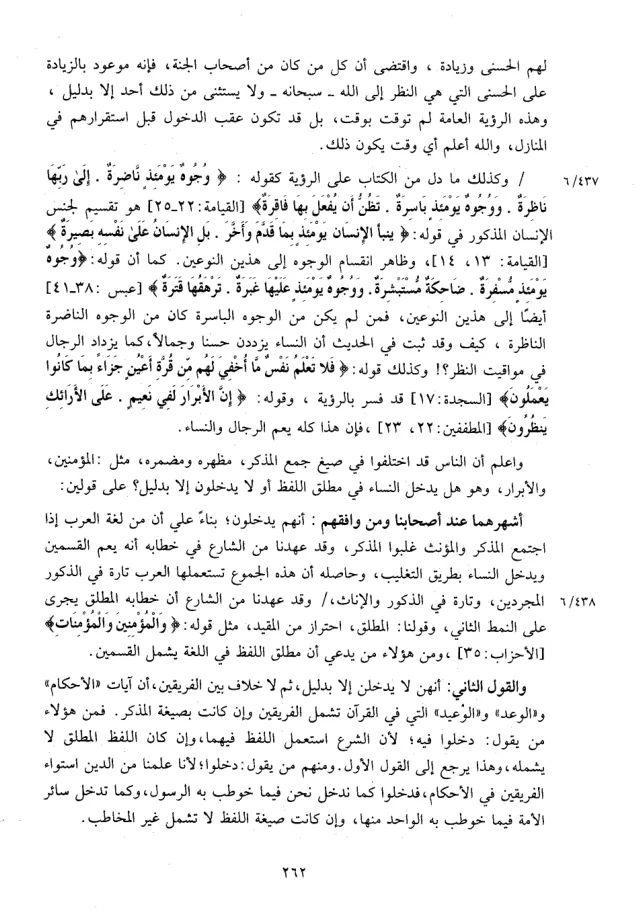 لهم الحسنى وزيادة ، واقتضى أن كل من كان من أصحاب الجنة، فإنه موعود بالزيادة
على الحسنى التي هي النظر إلى الله ـ سبحانه ـ ولا يستثنى من ذلك أحد إلا بدليل ،
وهذه الرؤية العامة لم توقت بوقت، بل قد تكون عقب الدخول قبل استقرارهم في
المنازل، والله أعلم أي وقت يكون ذلك.
٦/٤٣٧ / وكذلك ما دل من الكتاب على الرؤية كقوله : ﴿ وُجُوهٌ يَوْمَئِذٍ نَاضِرَةٌ . إِلَىٰ رَبِّهَا
نَاظِرَةٌ . وَوُجُوهٌ يَوْمَئِذٍ بَاسِرَةٌ . تَظُنُّ أَن يُفْعَلَ بِهَا فَاقِرَةٌ﴾ [القيامة:٢٢ـ٢٥] هو تقسيم لجنس
الإنسان المذكور في قوله:﴿ يُنَبَّأُ الإِنسَانُ يَوْمَئِذٍ بِمَا قَدَّمَ وَأَخَّرَ . بَلِ الإِنسَانُ عَلَىٰ نَفْسِهِ بَصِيرَةٌ ﴾
[القيامة: ١٣، ١٤]، وظاهر انقسام الوجوه إلى هذين النوعين. كما أن قوله:﴿وُجُوهٌ
يَوْمَئِذٍ مُّسْفِرَةٌ. ضَاحِكَةٌ مُّسْتَبْشِرَةٌ. وَوُجُوهٌ يَوْمَئِذٍ عَلَيْهَا غَبَرَةٌ . تَرْهَقُهَا قَتَرَةٌ ﴾ [عبس :٣٨ـ٤١]
أيضًا إلى هذين النوعين، فمن لم يكن من الوجوه الباسرة كان من الوجوه الناضرة
الناظرة ، كيف وقد ثبت في الحديث أن النساء يزددن حسنا وجمالا، كما يزداد الرجال
في مواقيت النظر؟! وكذلك قوله:﴿ فَلا تَعْلَمُ نَفْسٌ مَّا أُخْفِيَ لَهُم مِّن قُرَّةِ أَعْيُنٍ جَزَاءً بِمَا كَانُوا
يَعْمَلُونَ﴾ [السجدة:١٧] قد فسر بالرؤية ، وقوله: ﴿ إِنَّ الأَبْرَارَ لَفِي نَعِيمٍ . عَلَى الأَرَائِكِ
يَنظُرُونَ﴾ [المطففين:٢٢، ٢٣] ،فإن هذا كله يعم الرجال والنساء.
واعلم أن الناس قد اختلفوا في صيغ جمع المذكر، مظهره ومضمره، مثل :المؤمنين،
والأبرار، وهو هل يدخل النساء في مطلق اللفظ أو لا يدخلون إلا بدليل؟ على قولين:
أشهرهما عند أصحابنا ومن وافقهم : أنهم يدخلون؛ بناءً علي أن من لغة العرب إذا
اجتمع المذكر والمؤنث غلبوا المذكر، وقد عهدنا من الشارع في خطابه أنه يعم القسمين
ويدخل النساء بطريق التغليب، وحاصله أن هذه الجموع تستعملها العرب تارة في الذكور
٦/٤٣٨ المجردين، وتارة في الذكور والإناث،/ وقد عهدنا من الشارع أن خطابه المطلق يجرى
على النمط الثاني، وقولنا: المطلق، احتراز من المقيد، مثل قوله:﴿ وَالْمُؤْمِنِينَ وَالْمُؤْمِنَاتِ﴾
[الأحزاب:٣٥] ،ومن هؤلاء من يدعي أن مطلق اللفظ في اللغة يشمل القسمين.
والقول الثاني: أنهن لا يدخلن إلا بدليل،ثم لا خلاف بين الفريقين،أن آيات «الأحكام»
و«الوعد» و«الوعيد» التي في القرآن تشمل الفريقين وإن كانت بصيغة المذكر. فمن هؤلاء
من يقول: دخلوا فيه؛ لأن الشرع استعمل اللفظ فيهما،وإن كان اللفظ المطلق لا
يشمله،وهذا يرجع إلى القول الأول.ومنهم من يقول:دخلوا؛لأنا علمنا من الدين استواء
الفريقين في الأحكام،فدخلوا كما ندخل نحن فيما خوطب به الرسول،وكما تدخل سائر
الأمة فيما خوطب به الواحد منها، وإن كانت صيغة اللفظ لا تشمل غير المخاطب.
٢٦٢